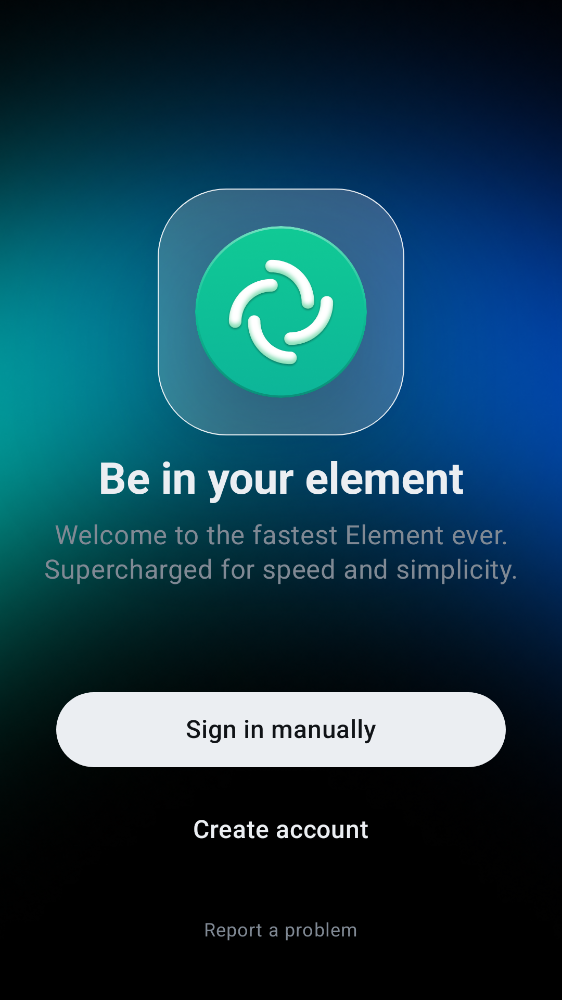 Be in your element
Welcome to the fastest Element ever.
Supercharged for speed and simplicity.
Sign in manually
Create account
Report a problem